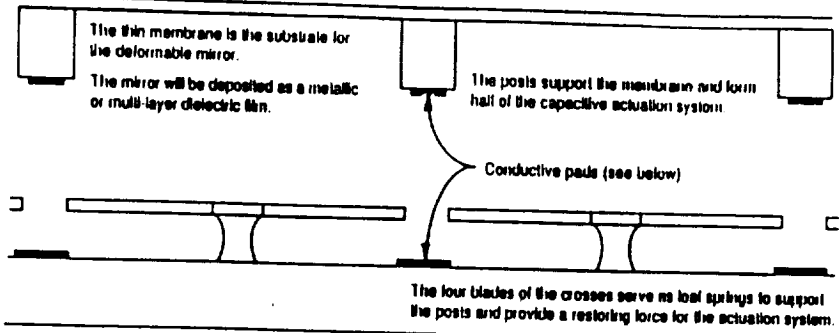 The thin membrane is the substrate for
the deformable mirror.
The mirror will be deposited as a metallic
or multi-layer dielectric film.
The posts support the membrane and form
half of the capacitive actuation system.
Conductive pads (see below)
The four blades of the crosses serve as leaf springs to support
the posts and provide a restoring force for the actuation system.